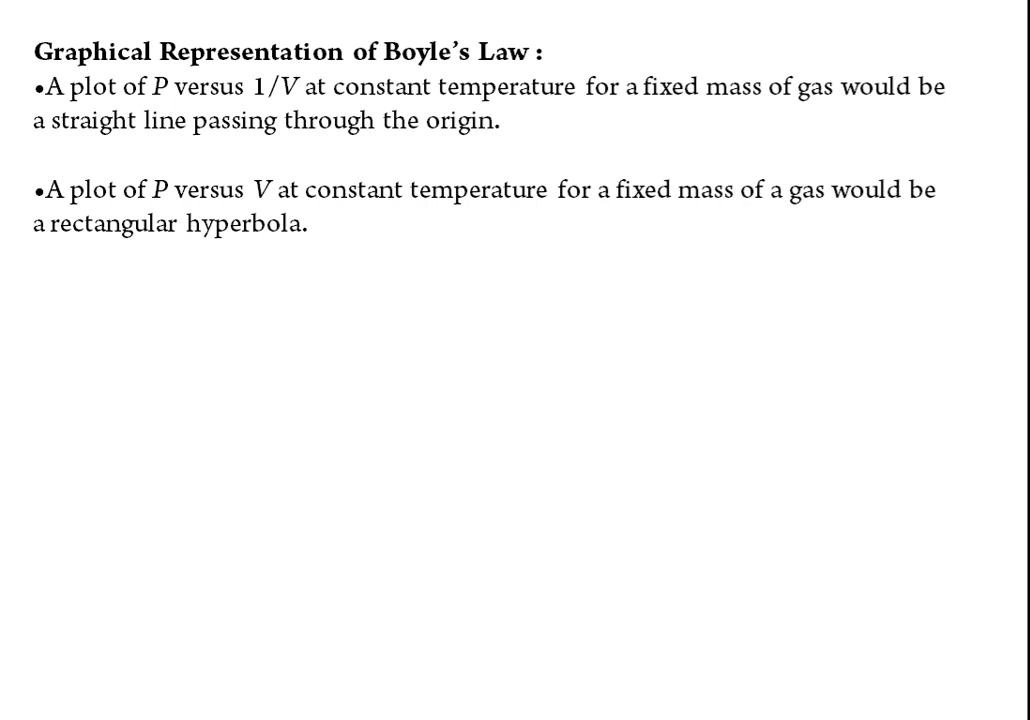 Graphical Representation of Boyle’s Law :
•A plot of P versus 1/V at constant temperature for a fixed mass of gas would be
a straight line passing through the origin.
•A plot of P versus V at constant temperature for a fixed mass of a gas would be
a rectangular hyperbola.